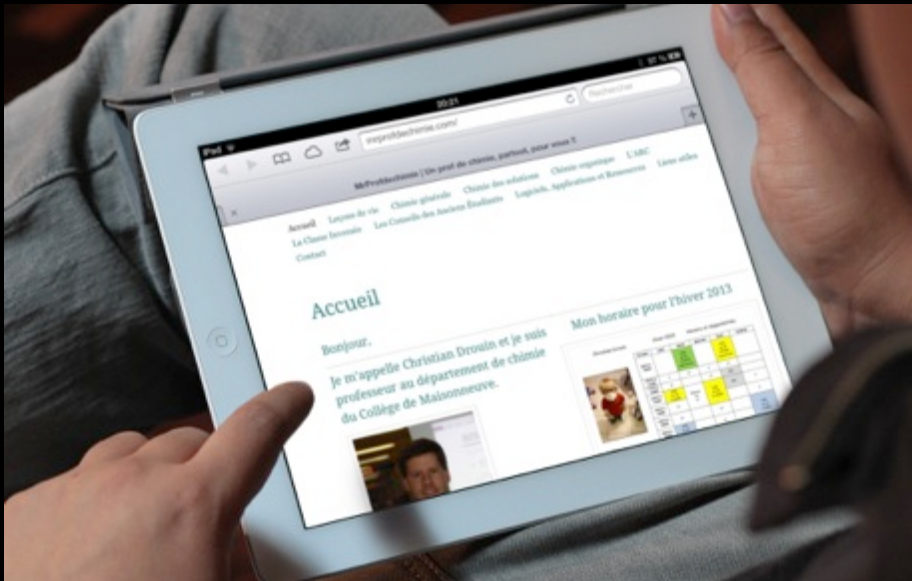 iPad
20:21
97 %
mrprofdechimie.com/
Rechercher
MrProfdechimie | Un prof de chimie, partout, pour vous !!
Accueil Leçons de vie Chimie générale Chimie des solutions Chimie organique L'ARC
La Classe Inversée Les Conseils des Anciens Étudiants Logiciels, Applications et Ressources Liens utiles
Contact
Accueil
Bonjour,
Je m'appelle Christian Drouin et je suis
professeur au département de chimie
du Collège de Maisonneuve.
Mon horaire pour l'hiver 2013